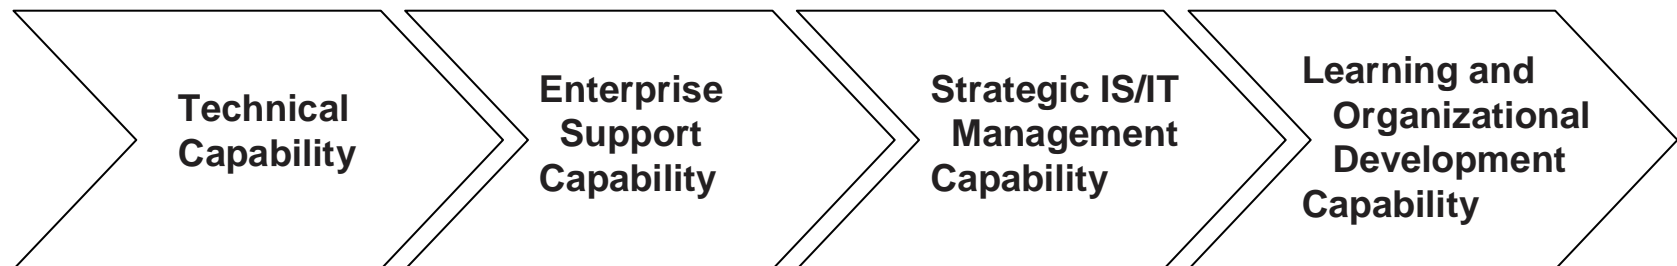 Technical
Capability
Enterprise
Support
Capability
Strategic IS/IT
Management
Capability
Learning and
Organizational
Development
Capability